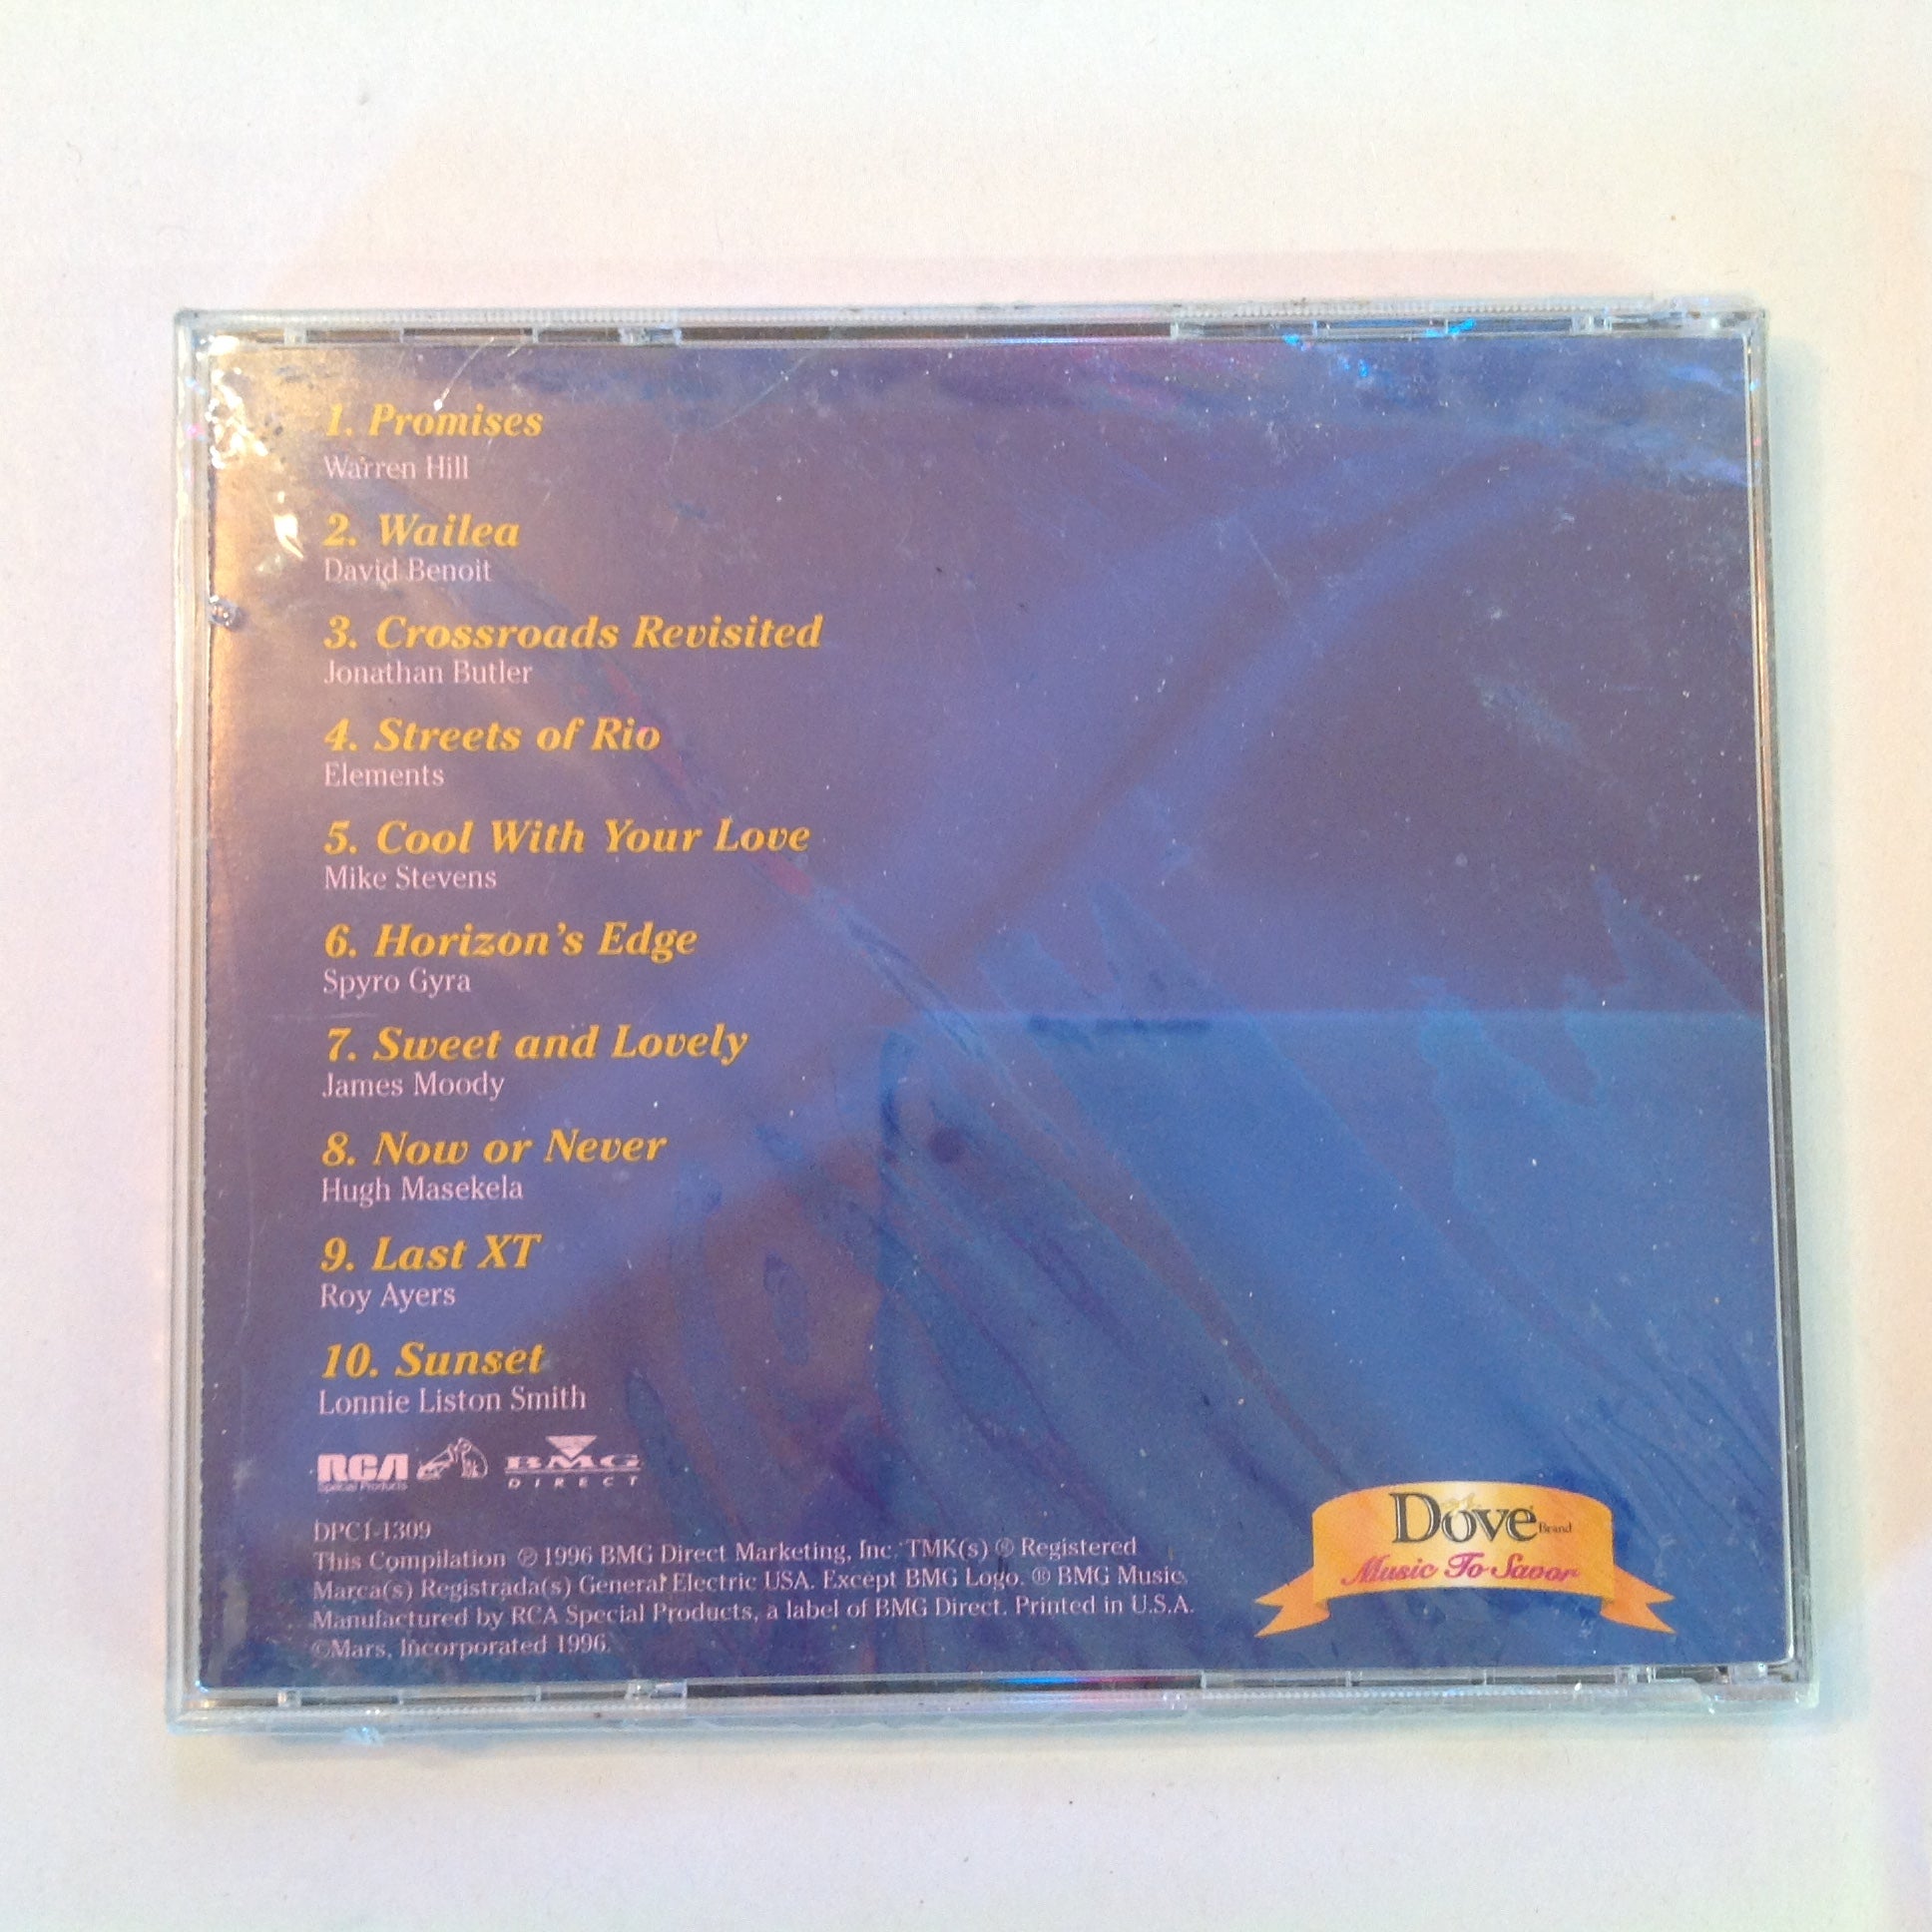 1. Promises
Warren Hill
2. Wailea
David Benoit
3. Crossroads Revisited
Jonathan Butler
4. Streets of Rio
Elements
5. Cool With Your Love
Mike Stevens
6. Horizon's Edge
Spyro Gyra
7. Sweet and Lovely
James Moody
8. Now or Never
Hugh Masekela
9. Last XT
Roy Ayers
10. Sunset
Lonnie Liston Smith
RCA
Special Products
BMG
DIRECT
DPC1-1309
This Compilation ℗ 1996 BMG Direct Marketing, Inc. TMK(s) ® Registered
Marca(s) Registrada(s) General Electric USA. Except BMG Logo. ® BMG Music.
Manufactured by RCA Special Products, a label of BMG Direct. Printed in U.S.A.
©Mars, Incorporated 1996.
Dove Brand
Music To Savor